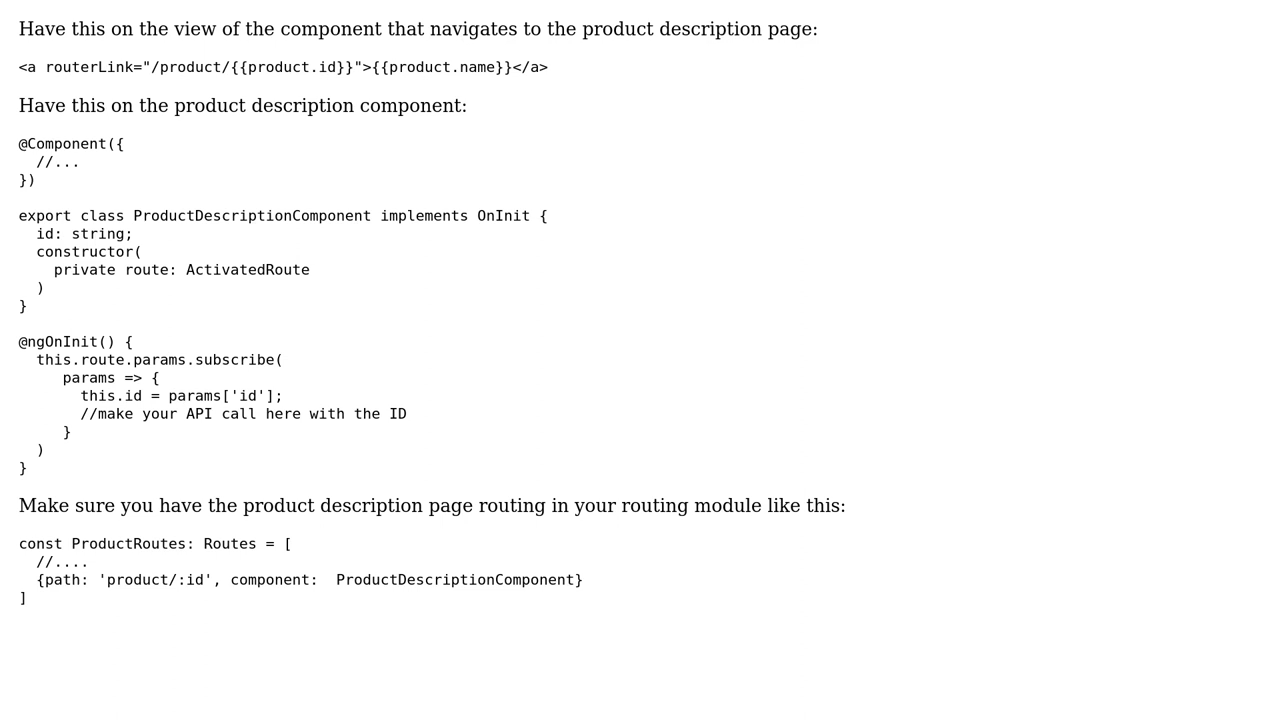 Have this on the view of the component that navigates to the product description page:
<a routerLink="/product/{{product.id}}">{{product.name}}</a>
Have this on the product description component:
@Component({
  //...
})
export class ProductDescriptionComponent implements OnInit {
  id: string;
  constructor(
    private route: ActivatedRoute
  )
}
@ngOnInit() {
  this.route.params.subscribe(
     params => {
       this.id = params['id'];
       //make your API call here with the ID
     }
  )
}
Make sure you have the product description page routing in your routing module like this:
const ProductRoutes: Routes = [
  //....
  {path: 'product/:id', component:  ProductDescriptionComponent}
]